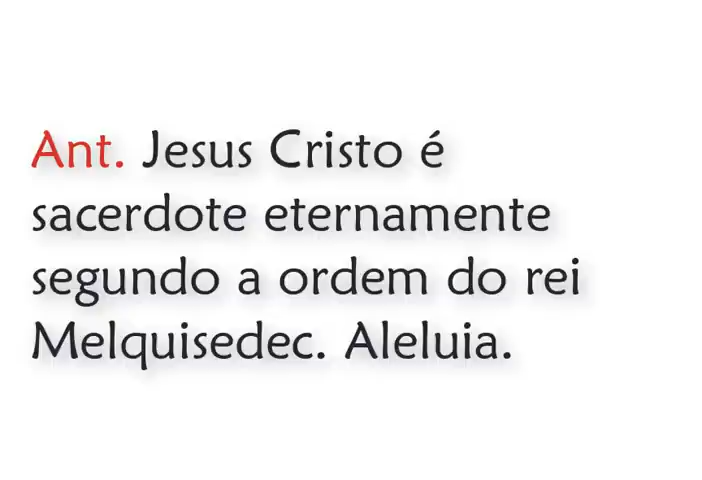 Ant. Jesus Cristo é
sacerdote eternamente
segundo a ordem do rei
Melquisedec. Aleluia.